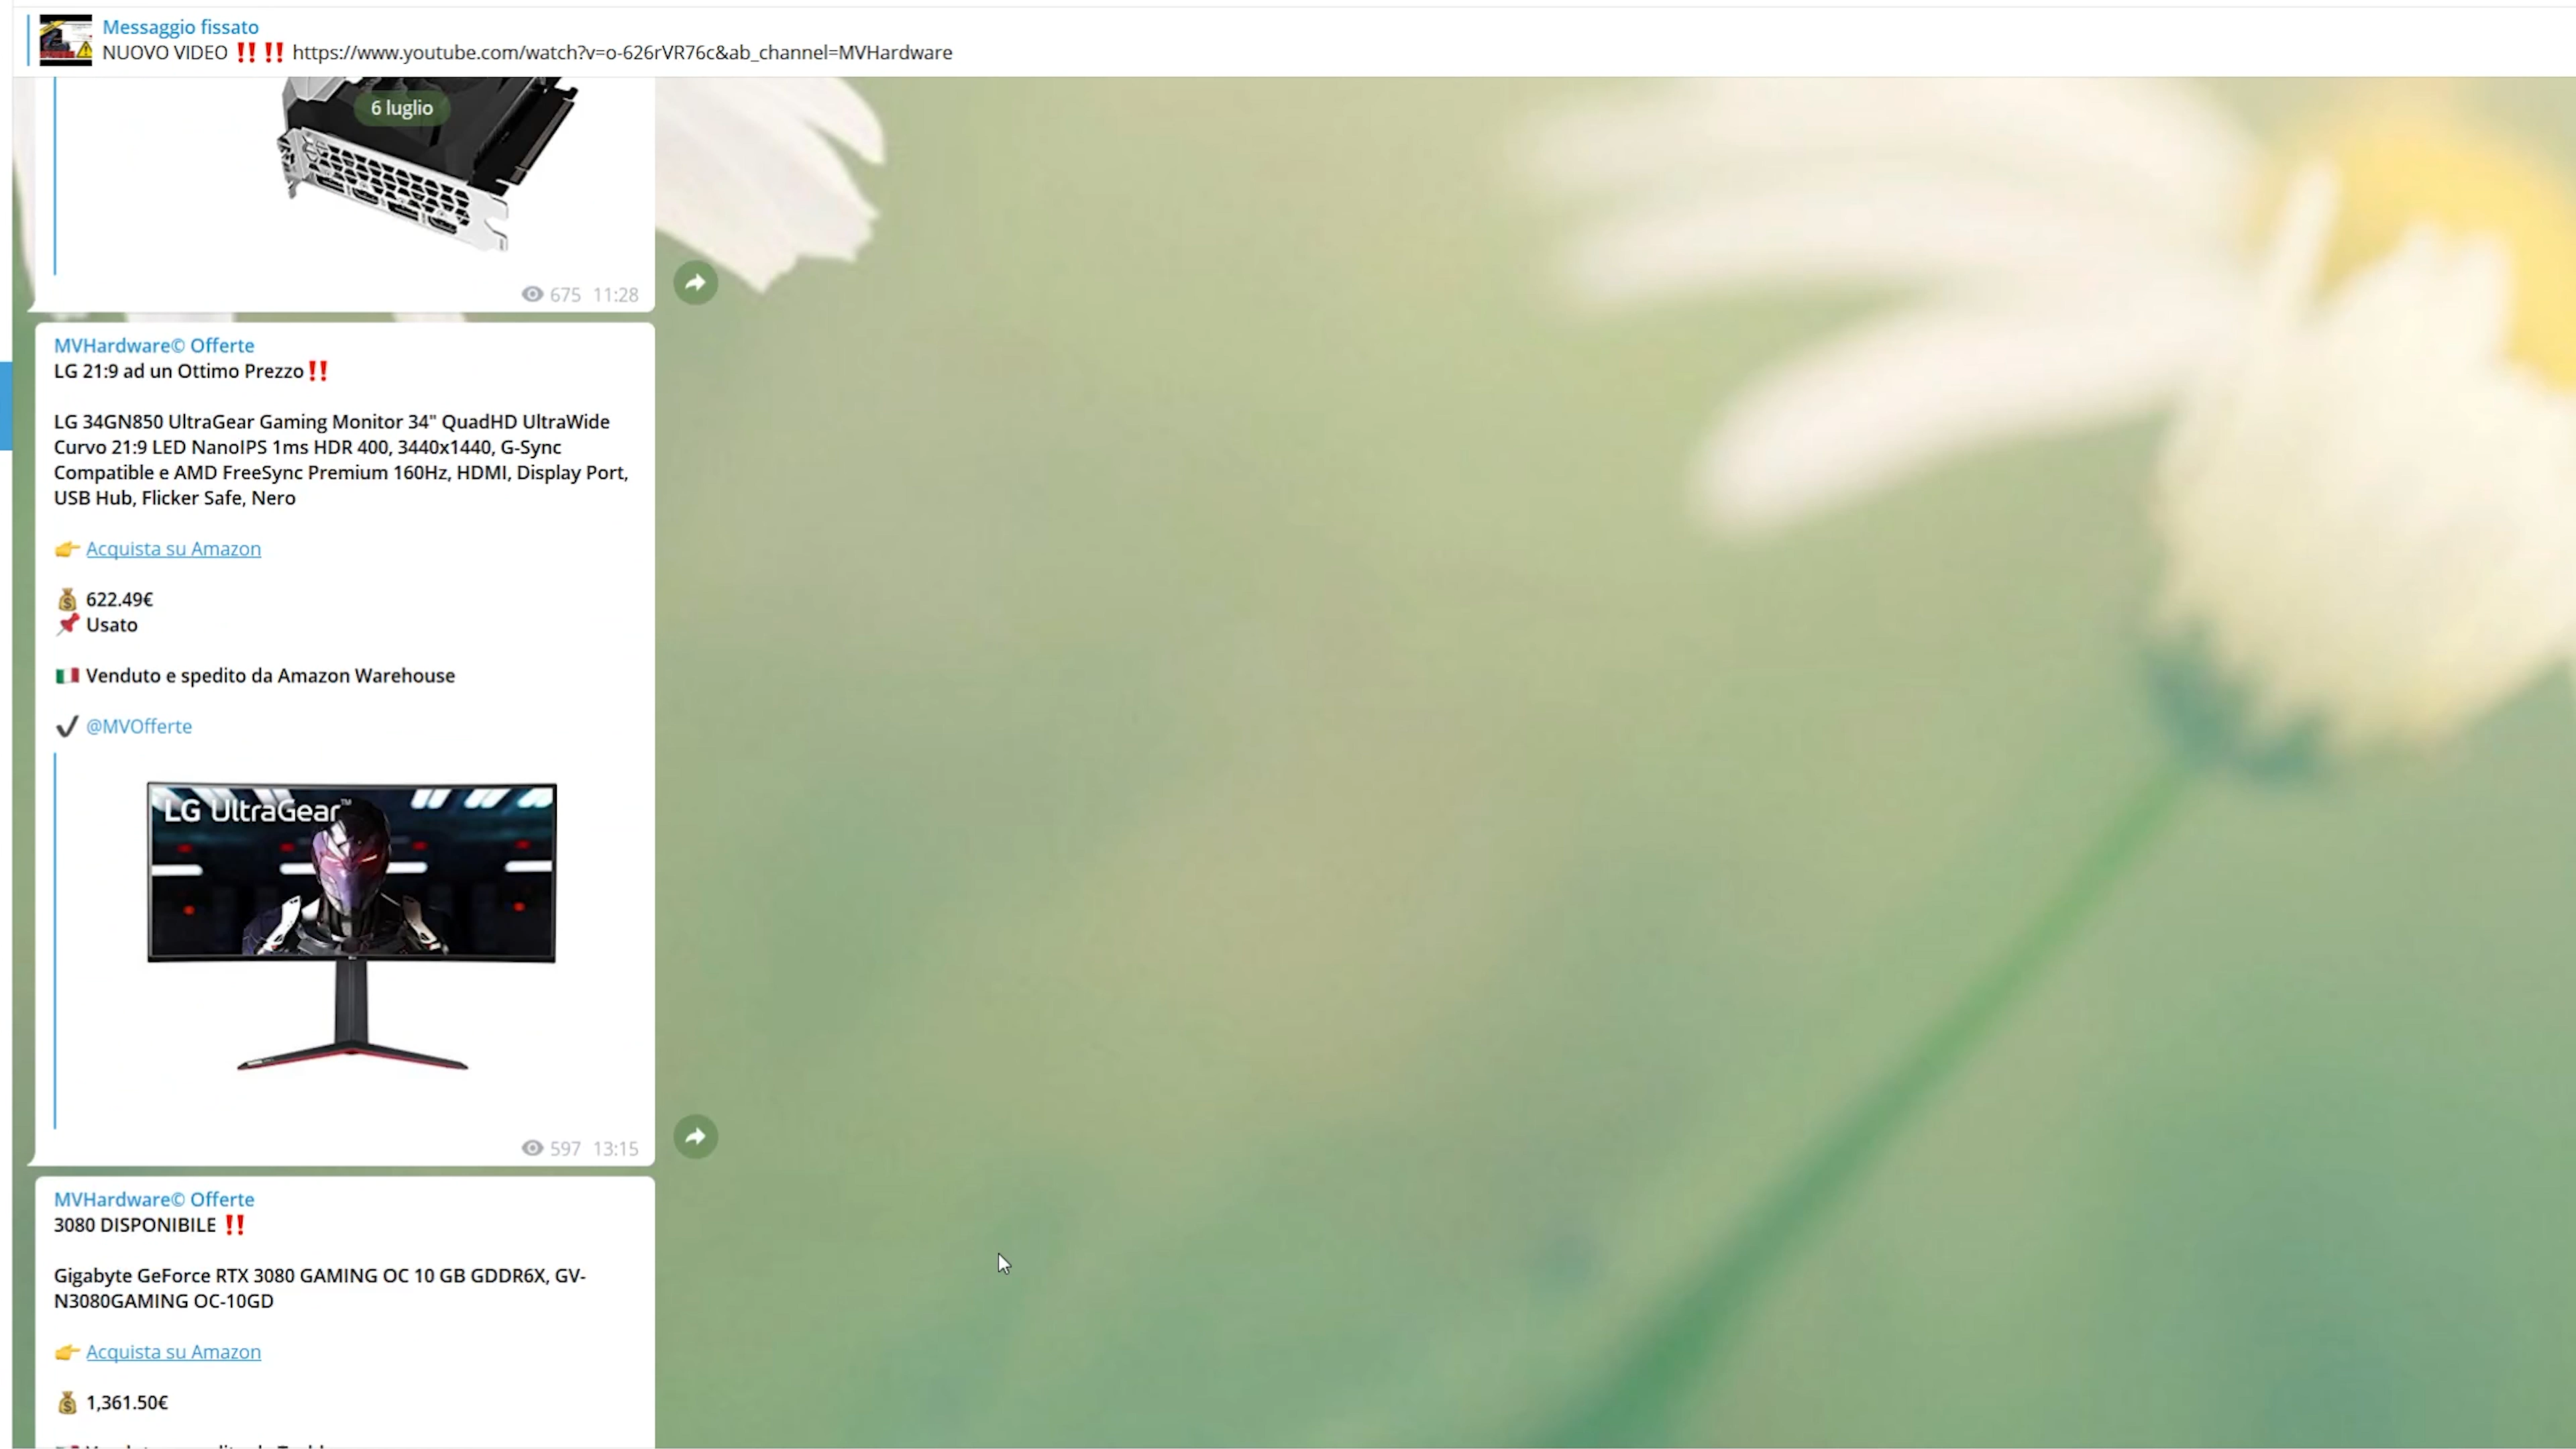 Messaggio fissato
NUOVO VIDEO ‼️ ‼️ https://www.youtube.com/watch?v=o-626rVR76c&ab_channel=MVHardware
6 luglio
675 11:28
MVHardware© Offerte
LG 21:9 ad un Ottimo Prezzo‼️
LG 34GN850 UltraGear Gaming Monitor 34" QuadHD UltraWide
Curvo 21:9 LED NanoIPS 1ms HDR 400, 3440x1440, G-Sync
Compatible e AMD FreeSync Premium 160Hz, HDMI, Display Port,
USB Hub, Flicker Safe, Nero
👉 Acquista su Amazon
💰 622.49€
📌 Usato
🇮🇹 Venduto e spedito da Amazon Warehouse
✔️ @MVOfferte
LG UltraGear™
597 13:15
MVHardware© Offerte
3080 DISPONIBILE ‼️
Gigabyte GeForce RTX 3080 GAMING OC 10 GB GDDR6X, GV-
N3080GAMING OC-10GD
👉 Acquista su Amazon
💰 1,361.50€